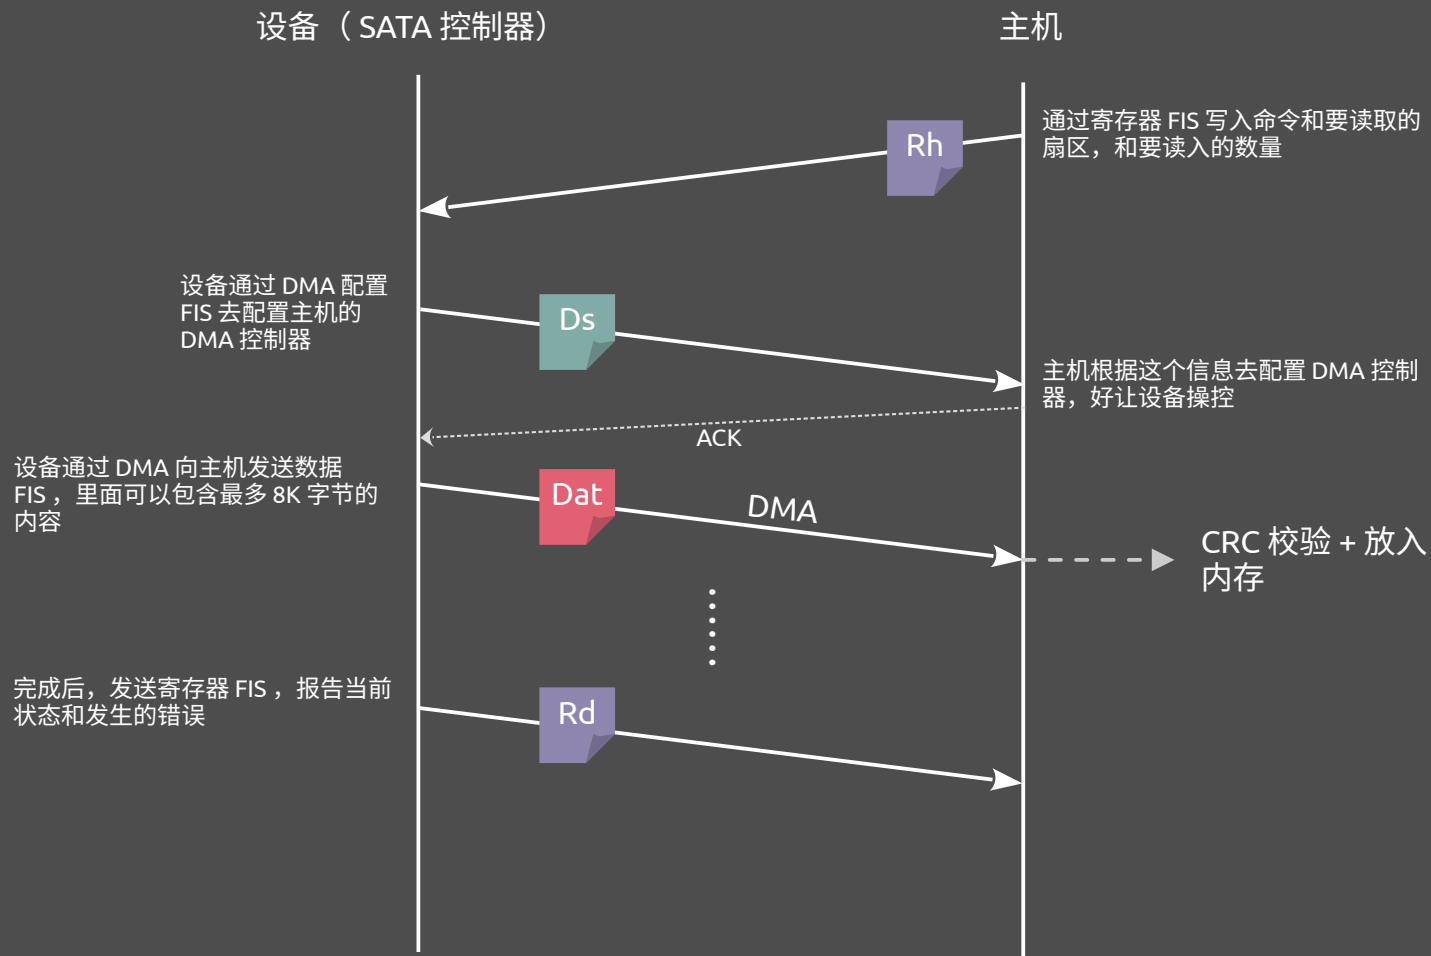 设备（ SATA 控制器）
主机
通过寄存器 FIS 写入命令和要读取的
扇区，和要读入的数量
Rh
设备通过 DMA 配置
FIS 去配置主机的
DMA 控制器
Ds
主机根据这个信息去配置 DMA 控制
器，好让设备操控
ACK
设备通过 DMA 向主机发送数据
FIS ，里面可以包含最多 8K 字节的
内容
Dat
DMA
CRC 校验 + 放入
内存
完成后，发送寄存器 FIS ，报告当前
状态和发生的错误
Rd